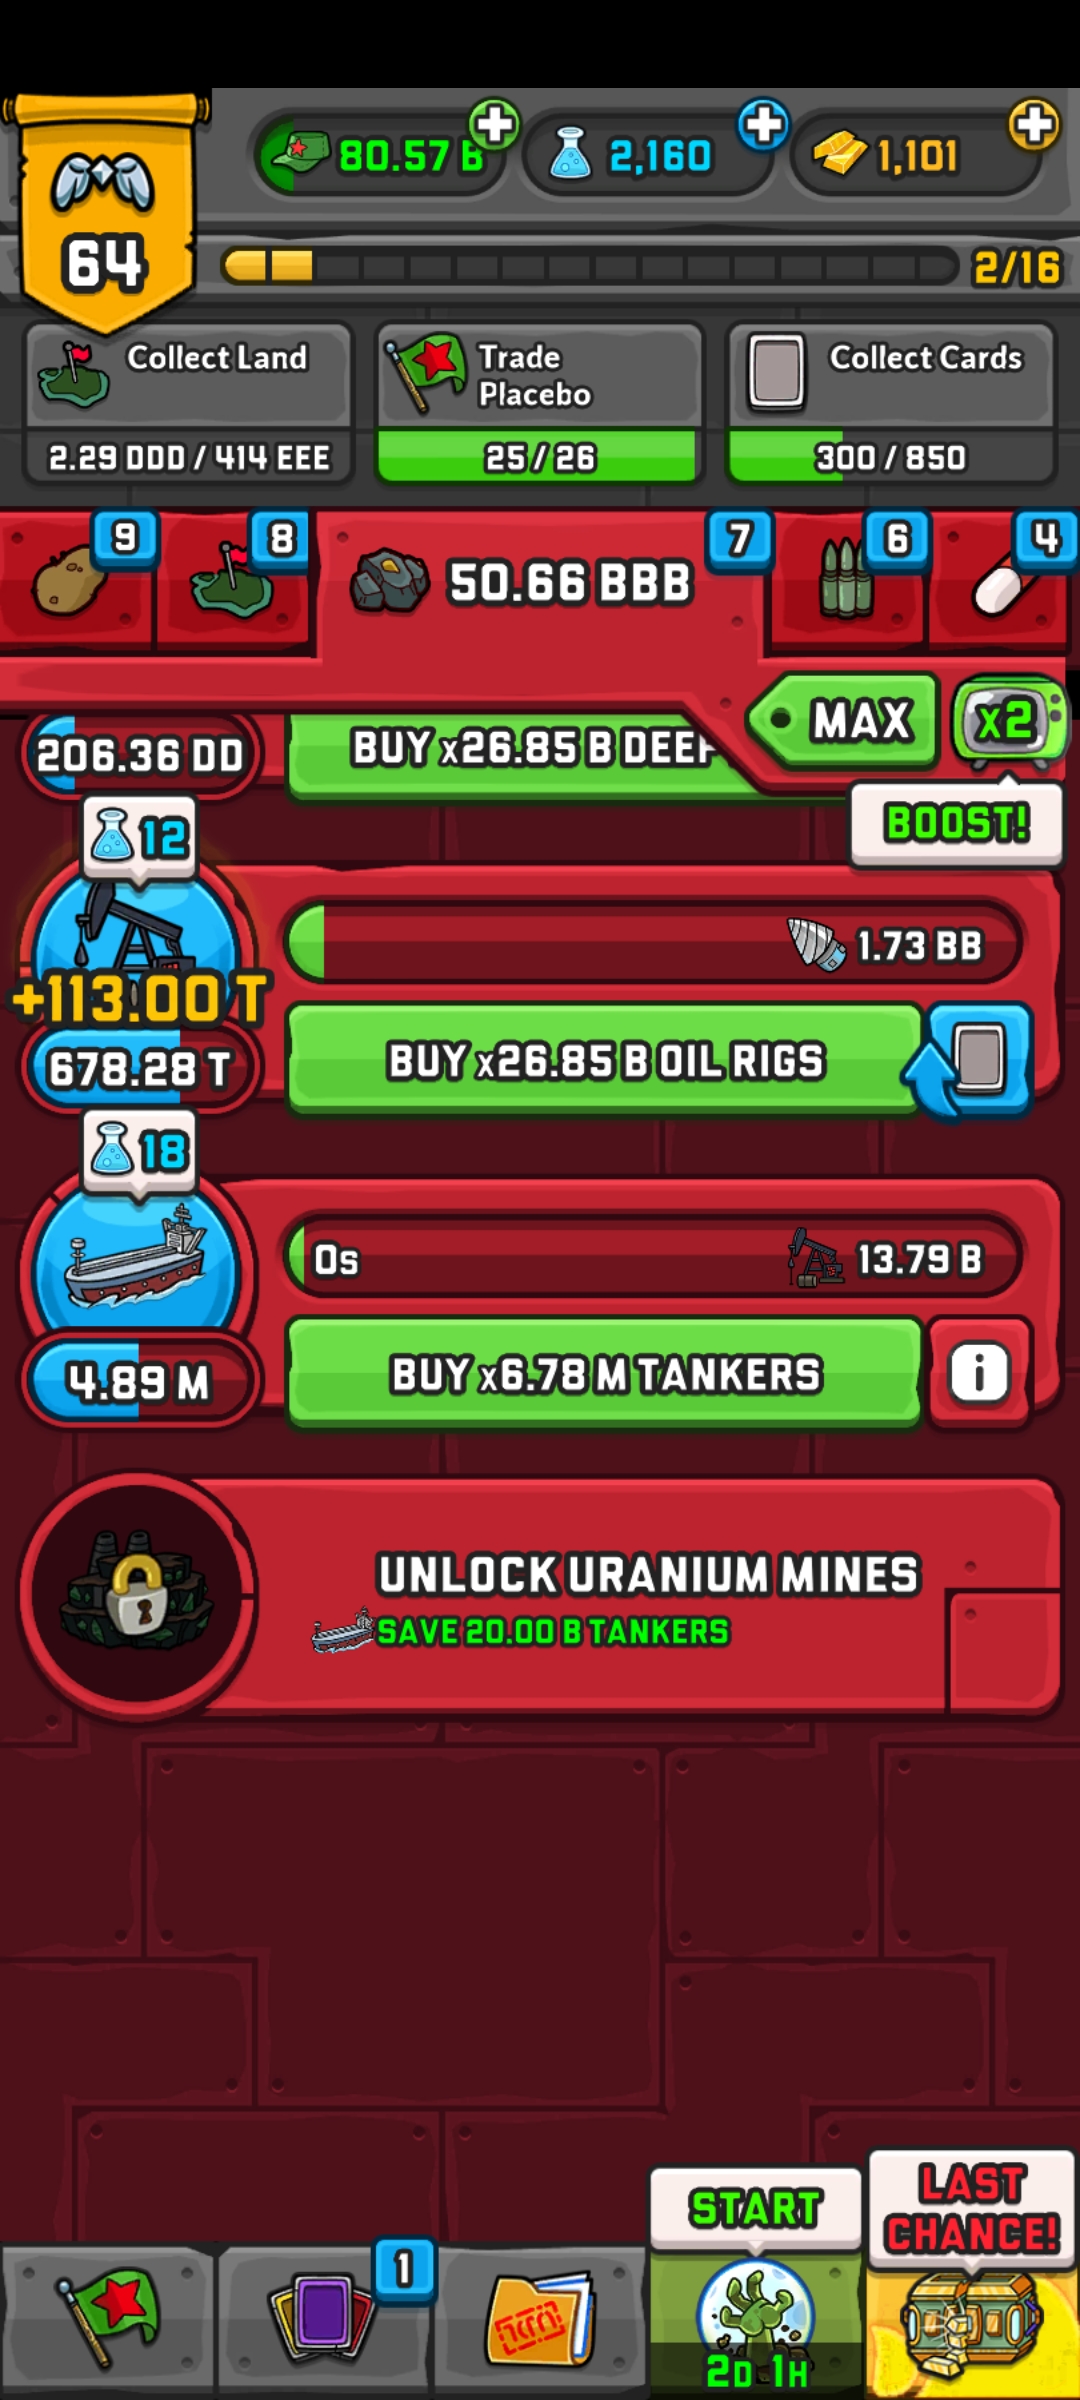 80.57 B
2,160
1,101
64
2/16
Collect Land
2.29 DDD / 414 EEE
Trade
Placebo
25 / 26
Collect Cards
300 / 850
9
8
50.66 BBB
7
6
4
206.36 DD
BUY x26.85 B DEEP
MAX
x2
BOOST!
12
1.73 BB
+113.00 T
678.28 T
BUY x26.85 B OIL RIGS
18
0s
13.79 B
4.89 M
BUY x6.78 M TANKERS
i
UNLOCK URANIUM MINES
SAVE 20.00 B TANKERS
START
LAST
CHANCE!
1
2D 1H